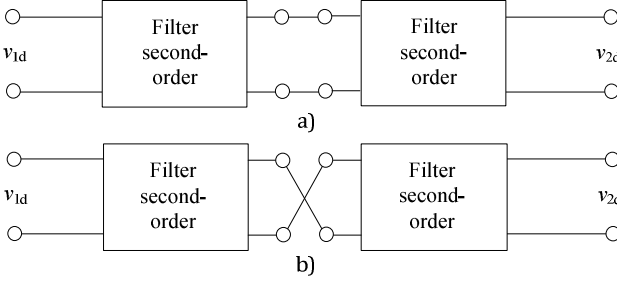 Filter
second-
order
Filter
second-
order
v1d
v2d
a)
Filter
second-
order
Filter
second-
order
v1d
v2d
b)